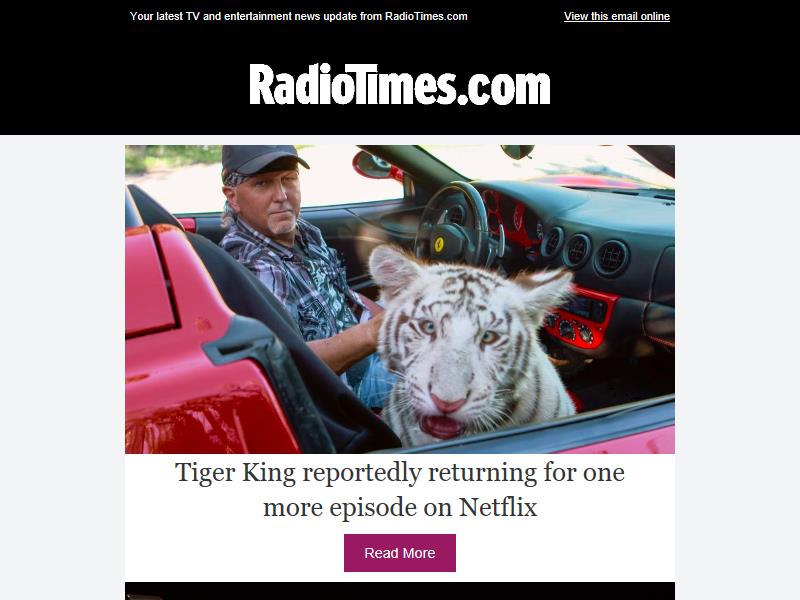 Your latest TV and entertainment news update from RadioTimes.com
View this email online
RadioTimes.com
Tiger King reportedly returning for one
more episode on Netflix
Read More